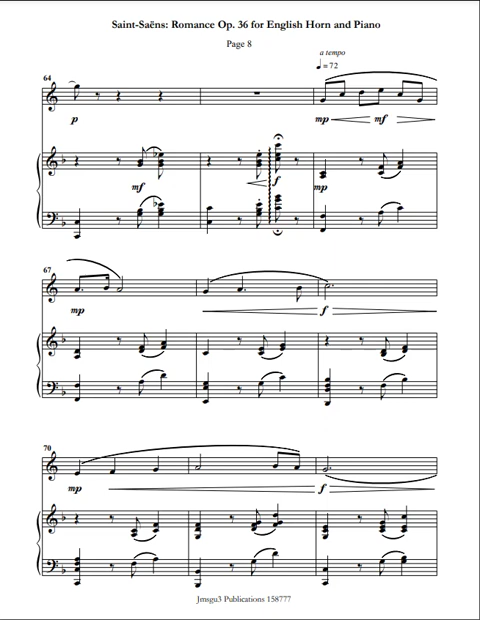 Saint-Saëns: Romance Op. 36 for English Horn and Piano
Page 8
a tempo
♩ = 72
64
p
mp
mf
mf
f
mp
67
mp
f
70
mp
f
Jmsgu3 Publications 158777